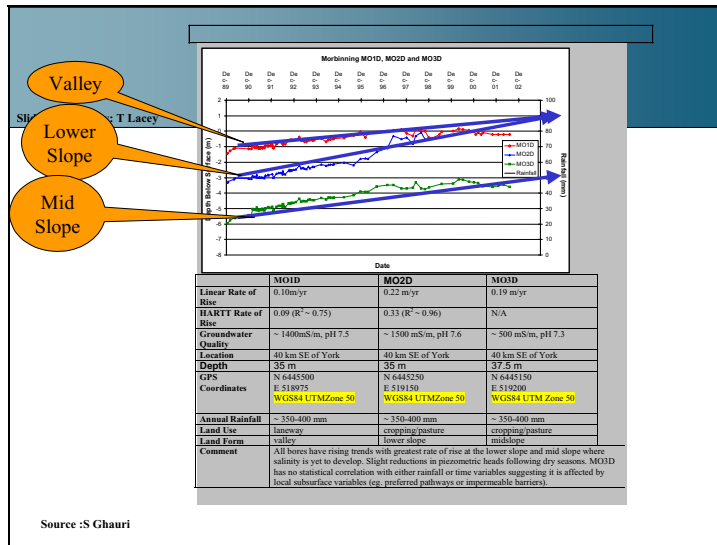 Morbinning MO1D, MO2D and MO3D
De c- 89 De c- 90 De c- 91 De c- 92 De c- 93 De c- 94 De c- 95 De c- 96 De c- 97 De c- 98 De c- 99 De c- 00 De c- 01 De c- 02
Valley
Lower
Slope
Mid
Slope
: T Lacey
Depth Below Surface (m)
2
1
0
-1
-2
-3
-4
-5
-6
-7
-8
100
90
80
70
60
50
40
30
20
10
0
Rainfall (mm)
MO1D
MO2D
MO3D
Rainfall
Date
MO1D MO2D MO3D
Linear Rate of Rise 0.10m/yr 0.22 m/yr 0.19 m/yr
HARTT Rate of Rise 0.09 (R² ~ 0.75) 0.33 (R² ~ 0.96) N/A
Groundwater Quality ~ 1400mS/m, pH 7.5 ~ 1500 mS/m, pH 7.6 ~ 500 mS/m, pH 7.3
Location 40 km SE of York 40 km SE of York 40 km SE of York
Depth 35 m 35 m 37.5 m
GPS N 6445500 N 6445250 N 6445150
Coordinates E 518975 E 519150 E 519200
WGS84 UTMZone 50 WGS84 UTMZone 50 WGS84 UTM Zone 50
Annual Rainfall ~ 350-400 mm ~ 350-400 mm ~ 350-400 mm
Land Use laneway cropping/pasture cropping/pasture
Land Form valley lower slope midslope
Comment All bores have rising trends with greatest rate of rise at the lower slope and mid slope where
salinity is yet to develop. Slight reductions in piezometric heads following dry seasons. MO3D
has no statistical correlation with either rainfall or time variables suggesting it is affected by
local subsurface variables (eg. preferred pathways or impermeable barriers).
Source :S Ghauri